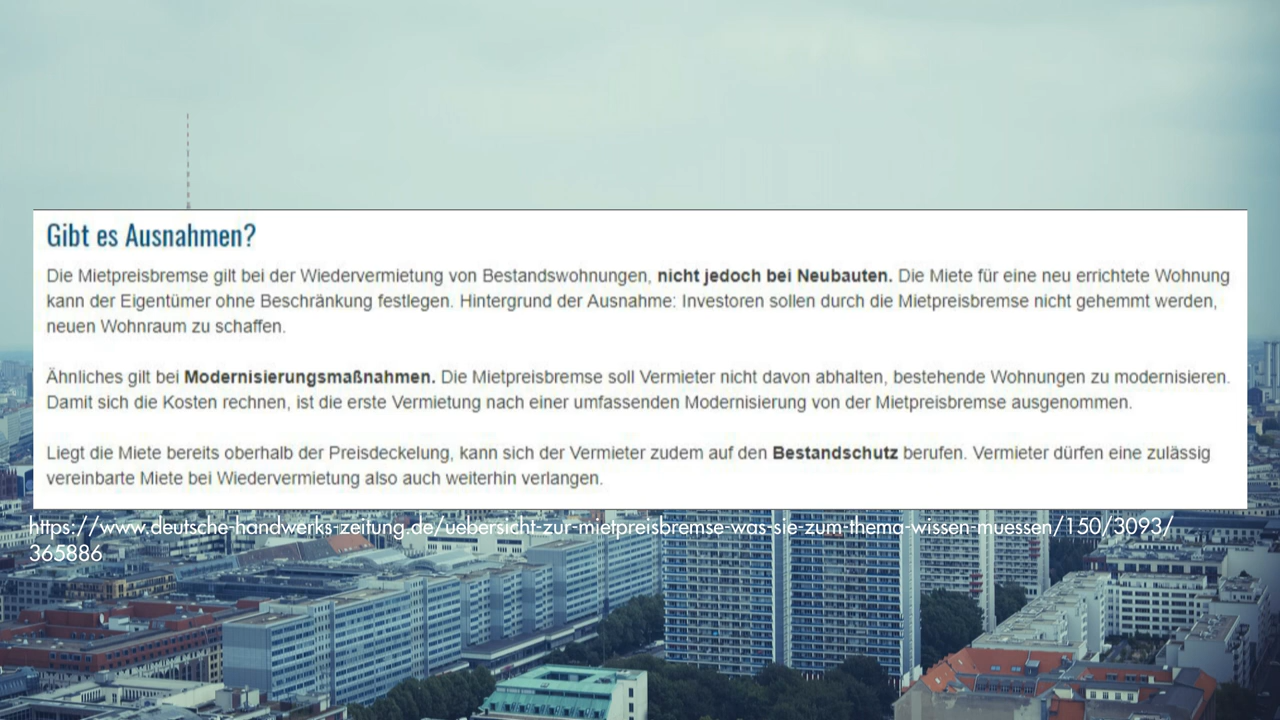 Gibt es Ausnahmen?
Die Mietpreisbremse gilt bei der Wiedervermietung von Bestandswohnungen, nicht jedoch bei Neubauten. Die Miete für eine neu errichtete Wohnung
kann der Eigentümer ohne Beschränkung festlegen. Hintergrund der Ausnahme: Investoren sollen durch die Mietpreisbremse nicht gehemmt werden,
neuen Wohnraum zu schaffen.
Ähnliches gilt bei Modernisierungsmaßnahmen. Die Mietpreisbremse soll Vermieter nicht davon abhalten, bestehende Wohnungen zu modernisieren.
Damit sich die Kosten rechnen, ist die erste Vermietung nach einer umfassenden Modernisierung von der Mietpreisbremse ausgenommen.
Liegt die Miete bereits oberhalb der Preisdeckelung, kann sich der Vermieter zudem auf den Bestandschutz berufen. Vermieter dürfen eine zulässig
vereinbarte Miete bei Wiedervermietung also auch weiterhin verlangen.
https://www.deutsche-handwerks-zeitung.de/uebersicht-zur-mietpreisbremse-was-sie-zum-thema-wissen-muessen/150/3093/
365886